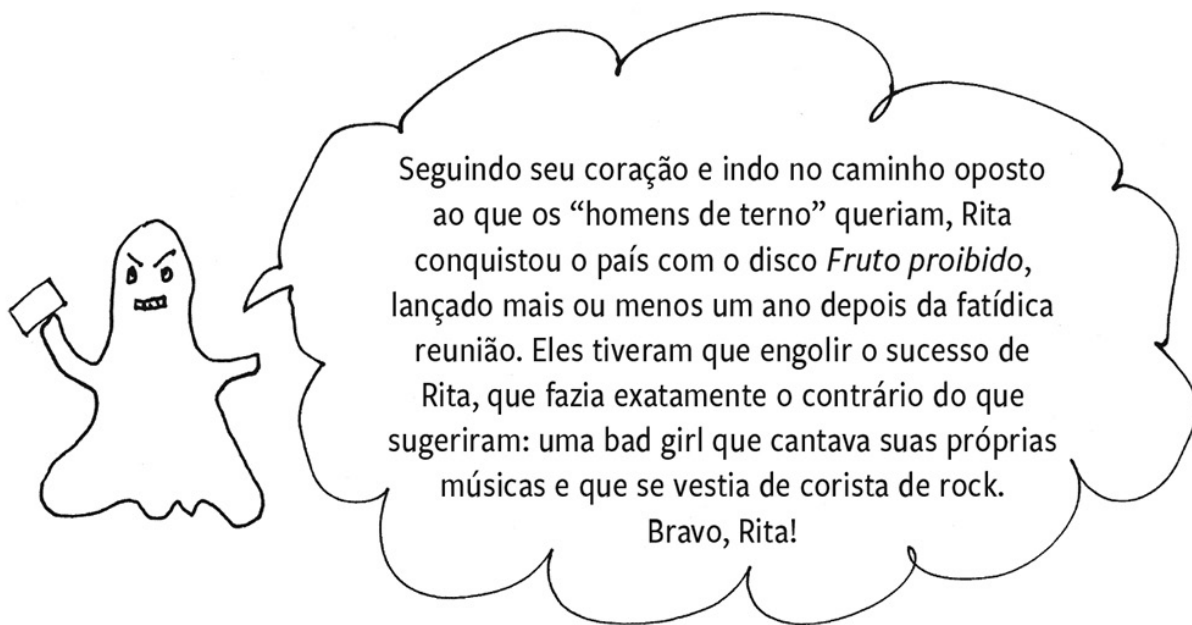 Seguindo seu coração e indo no caminho oposto
ao que os “homens de terno” queriam, Rita
conquistou o país com o disco Fruto proibido,
lançado mais ou menos um ano depois da fatídica
reunião. Eles tiveram que engolir o sucesso de
Rita, que fazia exatamente o contrário do que
sugeriram: uma bad girl que cantava suas próprias
músicas e que se vestia de corista de rock.
Bravo, Rita!